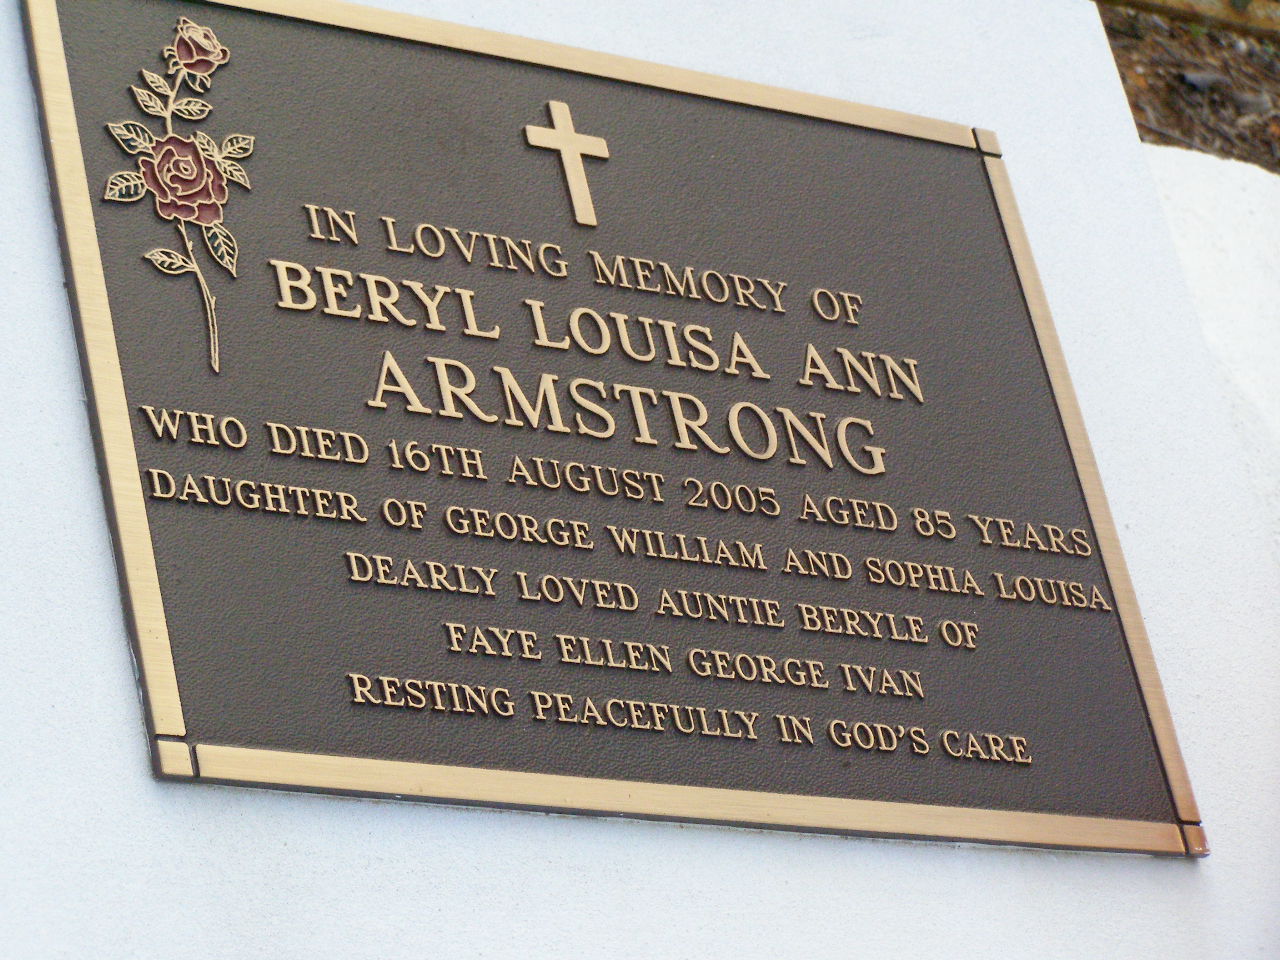 IN LOVING MEMORY OF
BERYL LOUISA ANN
ARMSTRONG
WHO DIED 16TH AUGUST 2005 AGED 85 YEARS
DAUGHTER OF GEORGE WILLIAM AND SOPHIA LOUISA
DEARLY LOVED AUNTIE BERYLE OF
FAYE ELLEN GEORGE IVAN
RESTING PEACEFULLY IN GOD'S CARE